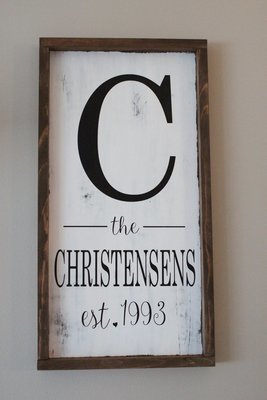 C
the
CHRISTENSENS
est. 1993